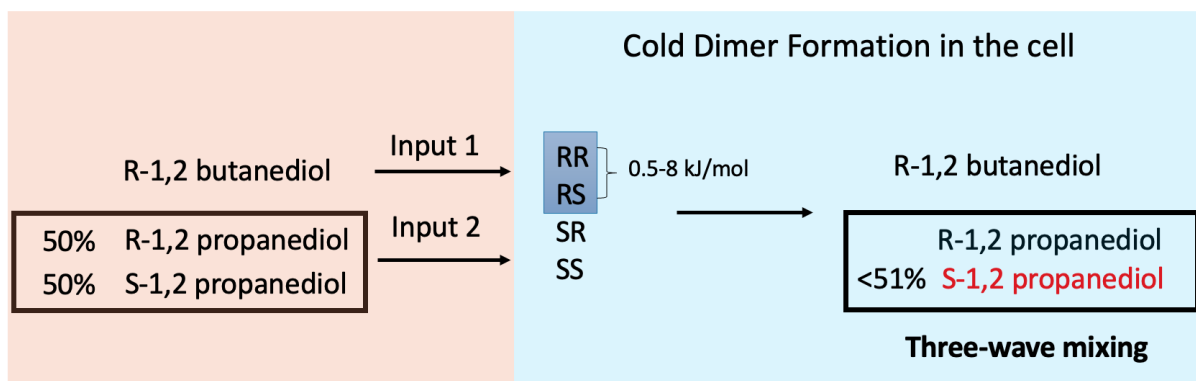 Cold Dimer Formation in the cell
Input 1
R-1,2 butanediol
RR
RS
0.5-8 kJ/mol
R-1,2 butanediol
Input 2
50% R-1,2 propanediol
50% S-1,2 propanediol
SR
SS
R-1,2 propanediol
<51% S-1,2 propanediol
Three-wave mixing